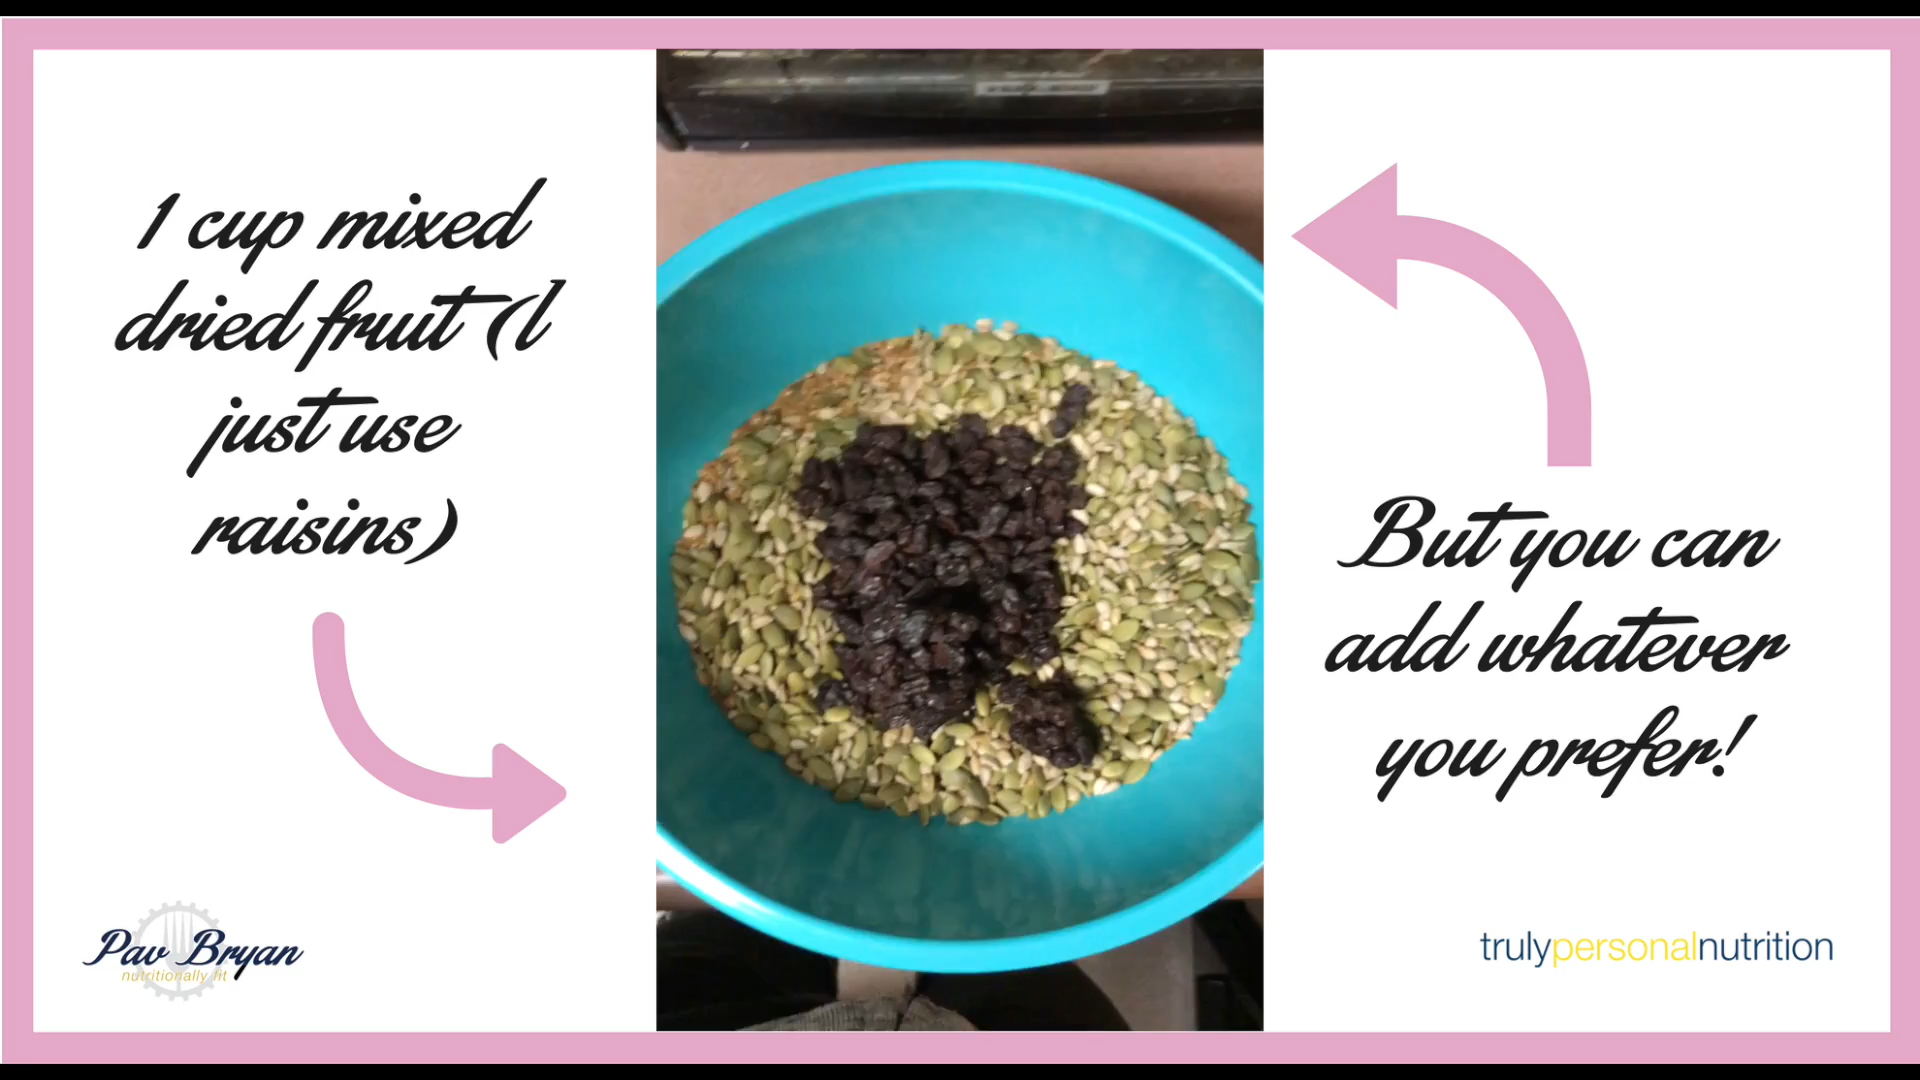 1 cup mixed
dried fruit (I
just use
raisins)
But you can
add whatever
you prefer!
Pav Bryan
nutritionally fit
trulypersonalnutrition